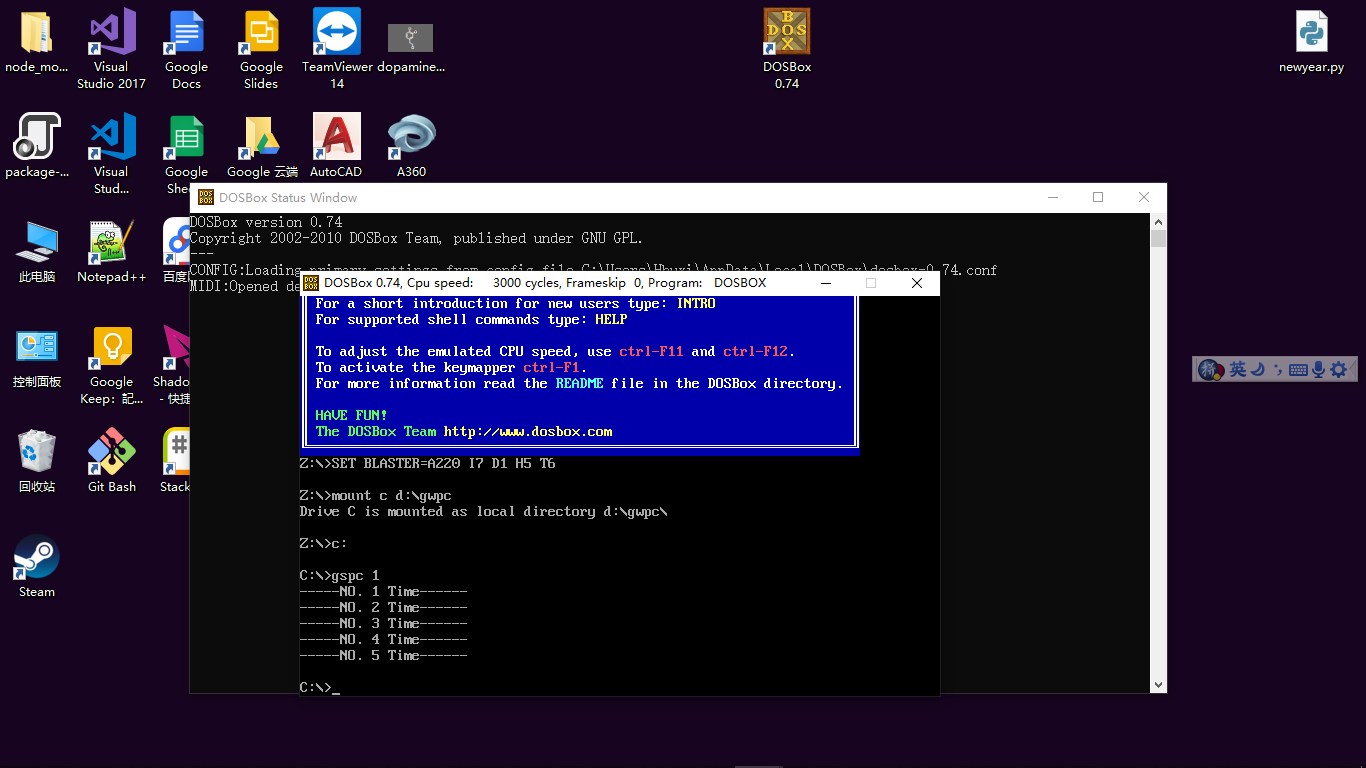 node_mo...
Visual
Studio 2017
Google
Docs
Google
Slides
TeamViewer
14
dopamine...
DOSBox
0.74
newyear.py
package-...
Visual
Stud...
Google
She
Google 云端
AutoCAD
A360
此电脑
Notepad++
百度
控制面板
Google
Keep：記...
Shado
- 快捷
回收站
Git Bash
Stack
Steam
DOSBox Status Window
DOSBox version 0.74
Copyright 2002-2010 DOSBox Team, published under GNU GPL.
---
CONFIG:Loading primary settings from config file C:\Users\Hbuxi\AppData\Local\DOSBox\dosbox-0.74.conf
MIDI:Opened de
DOSBox 0.74, Cpu speed: 3000 cycles, Frameskip 0, Program: DOSBOX
For a short introduction for new users type: INTRO
For supported shell commands type: HELP
To adjust the emulated CPU speed, use ctrl-F11 and ctrl-F12.
To activate the keymapper ctrl-F1.
For more information read the README file in the DOSBox directory.
HAVE FUN!
The DOSBox Team http://www.dosbox.com
Z:\>SET BLASTER=A220 I7 D1 H5 T6
Z:\>mount c d:\gwpc
Drive C is mounted as local directory d:\gwpc\
Z:\>c:
C:\>gspc 1
-----NO. 1 Time------
-----NO. 2 Time------
-----NO. 3 Time------
-----NO. 4 Time------
-----NO. 5 Time------
C:\>_
英